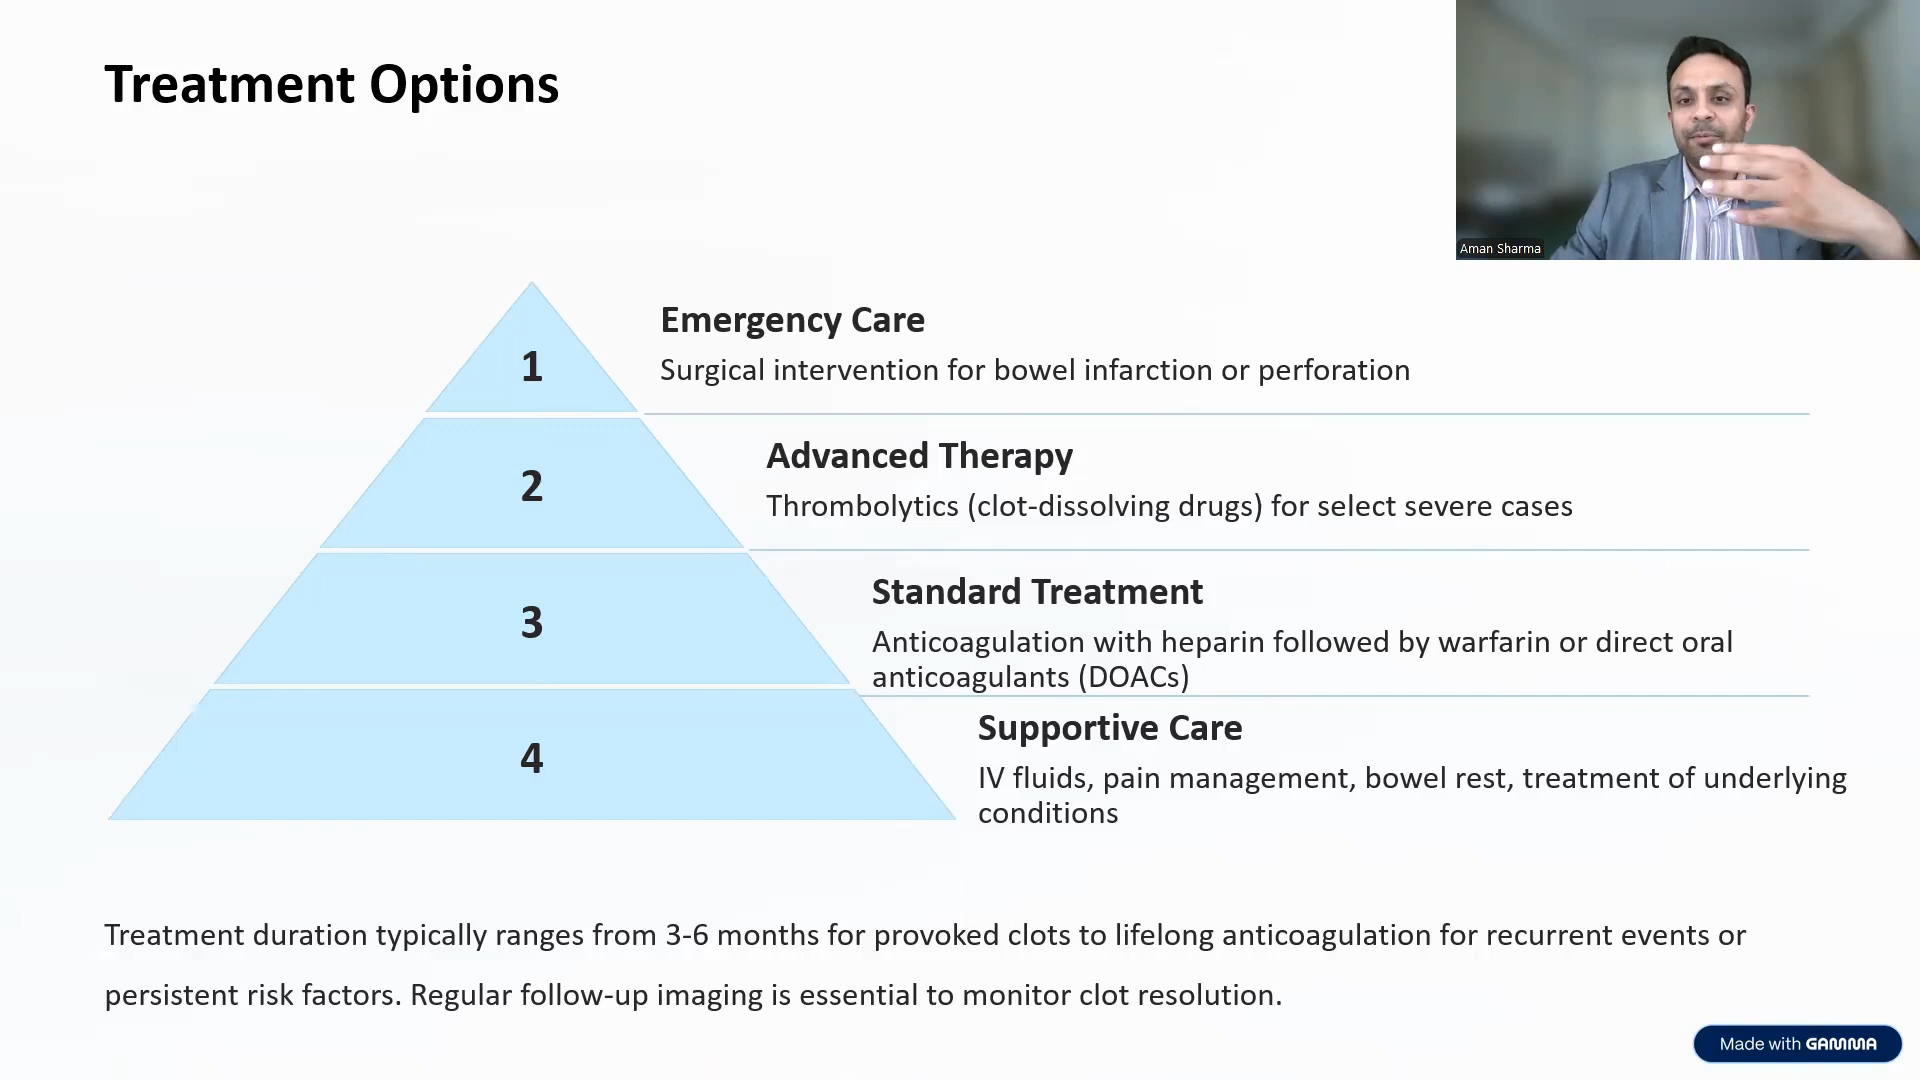 Treatment Options
Aman Sharma
1
Emergency Care
Surgical intervention for bowel infarction or perforation
2
Advanced Therapy
Thrombolytics (clot-dissolving drugs) for select severe cases
3
Standard Treatment
Anticoagulation with heparin followed by warfarin or direct oral
anticoagulants (DOACs)
4
Supportive Care
IV fluids, pain management, bowel rest, treatment of underlying
conditions
Treatment duration typically ranges from 3-6 months for provoked clots to lifelong anticoagulation for recurrent events or
persistent risk factors. Regular follow-up imaging is essential to monitor clot resolution.
Made with GAMMA